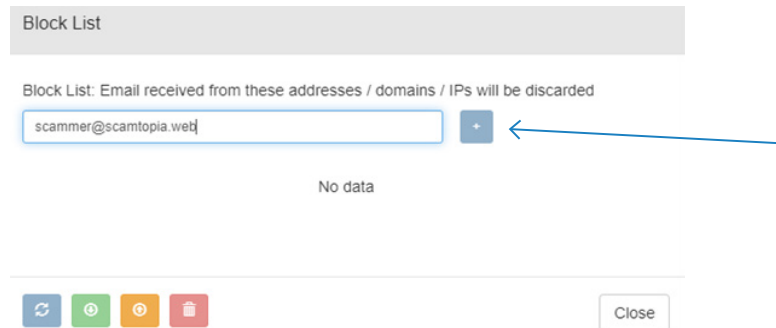 Block List
Block List: Email received from these addresses / domains / IPs will be discarded
scammer@scamtopia.web
+
No data
Close